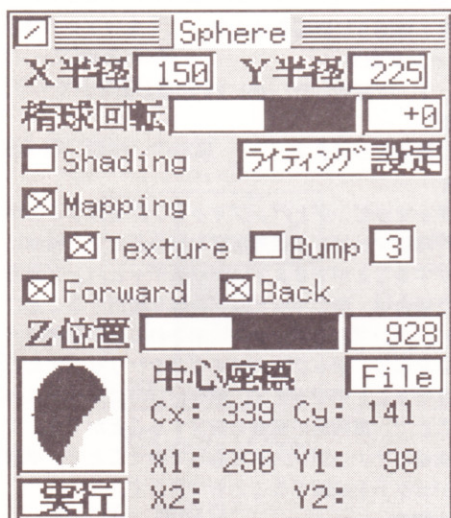 Sphere
X半径 150 Y半径 225
楕球回転 +0
Shading ライティング設定
Mapping
Texture Bump 3
Forward Back
Z位置 928
中心座標 File
Cx: 339 Cy: 141
X1: 290 Y1: 98
実行 X2: Y2: